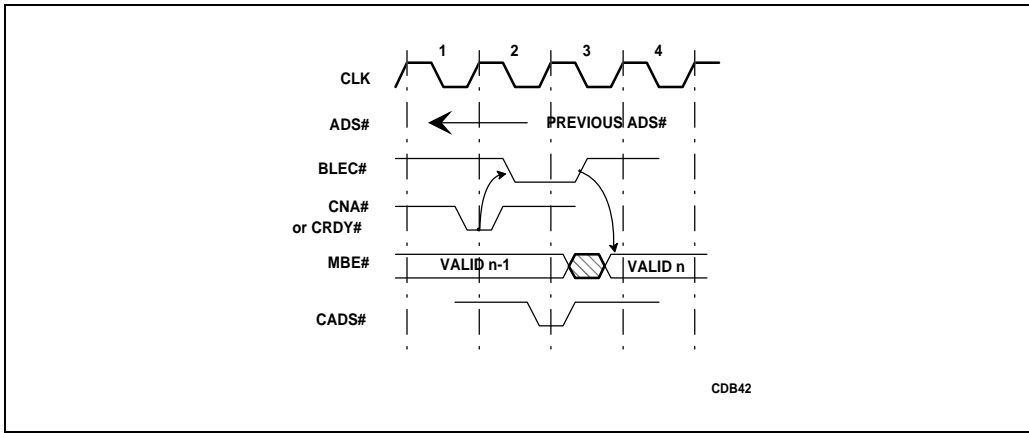 1 2 3 4
CLK
ADS# PREVIOUS ADS#
BLEC#
CNA#
or CRDY#
MBE# VALID n-1 VALID n
CADS#
CDB42